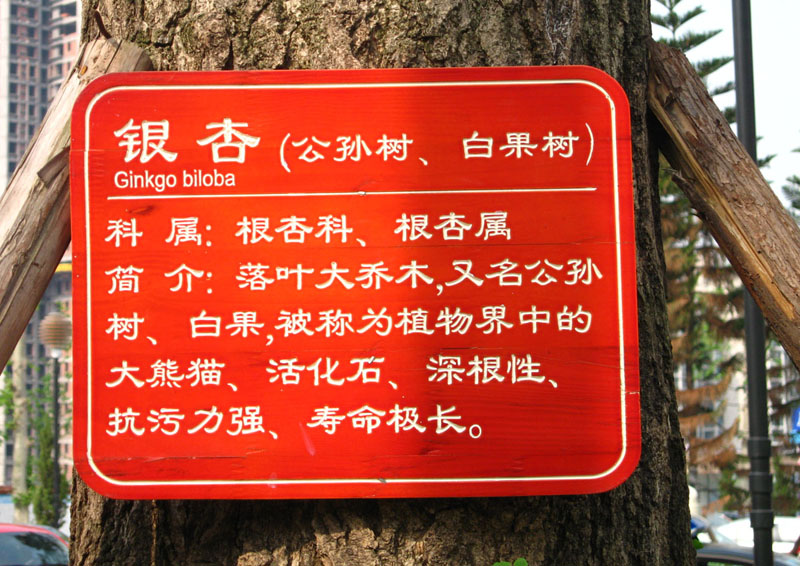 银杏(公孙树、白果树)
Ginkgo biloba
科属:根杏科、根杏属
简介:落叶大乔木,又名公孙
树、白果,被称为植物界中的
大熊猫、活化石、深根性、
抗污力强、寿命极长。